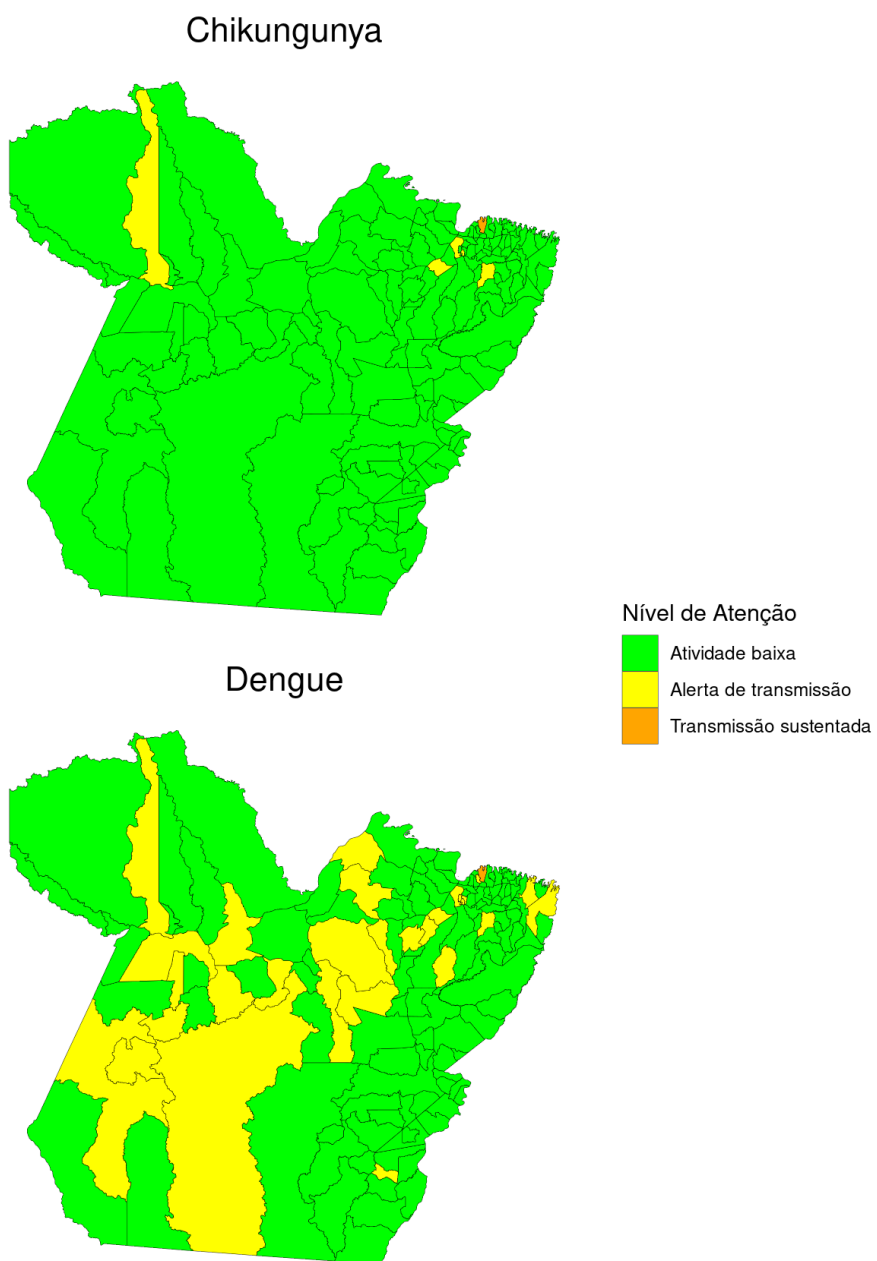 Chikungunya
Nível de Atenção
Atividade baixa
Alerta de transmissão
Transmissão sustentada
Dengue